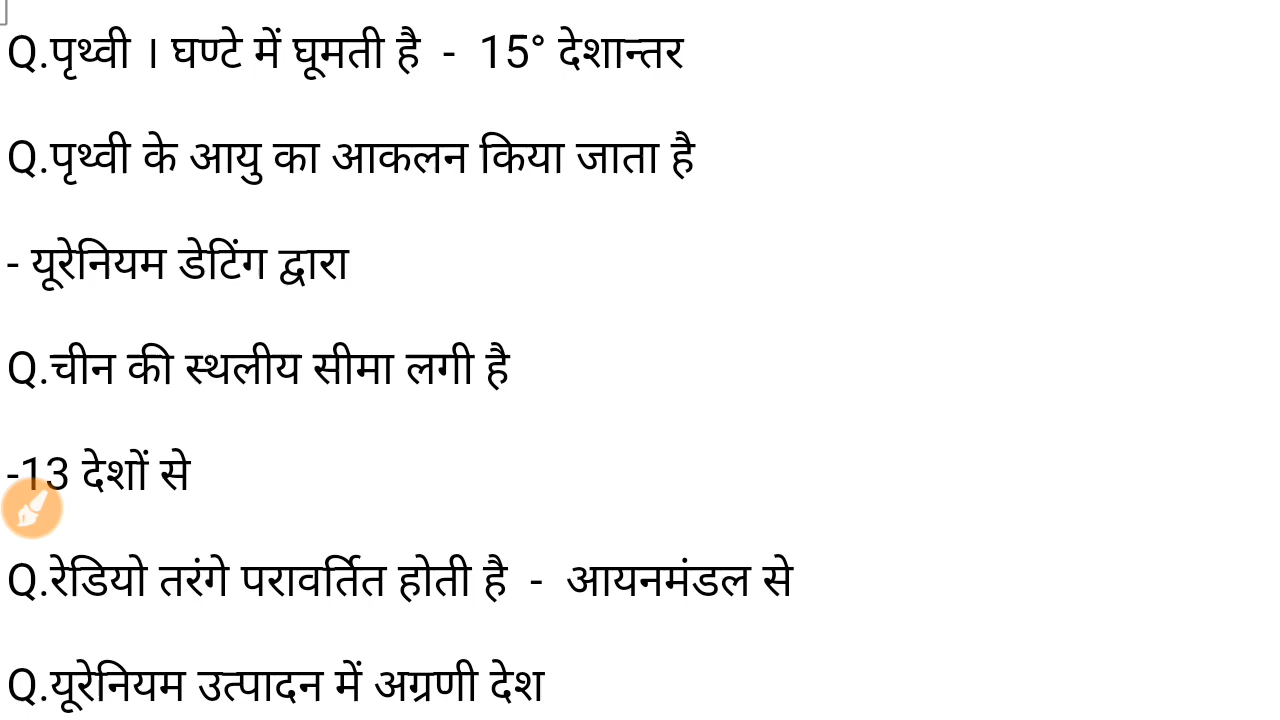 Q.पृथ्वी । घण्टे में घूमती है - 15° देशान्तर
Q.पृथ्वी के आयु का आकलन किया जाता है
- यूरेनियम डेटिंग द्वारा
Q.चीन की स्थलीय सीमा लगी है
-13 देशों से
Q.रेडियो तरंगे परावर्तित होती है - आयनमंडल से
Q.यूरेनियम उत्पादन में अग्रणी देश